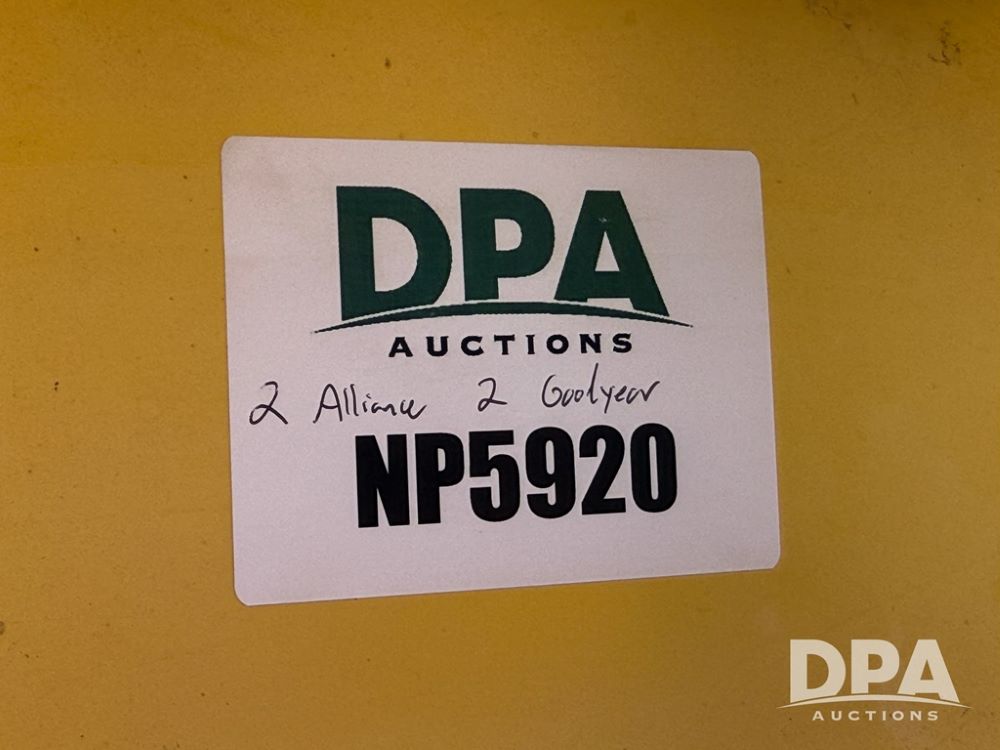 DPA
AUCTIONS
2 Alliance 2 Goodyear
NP5920
DPA
AUCTIONS